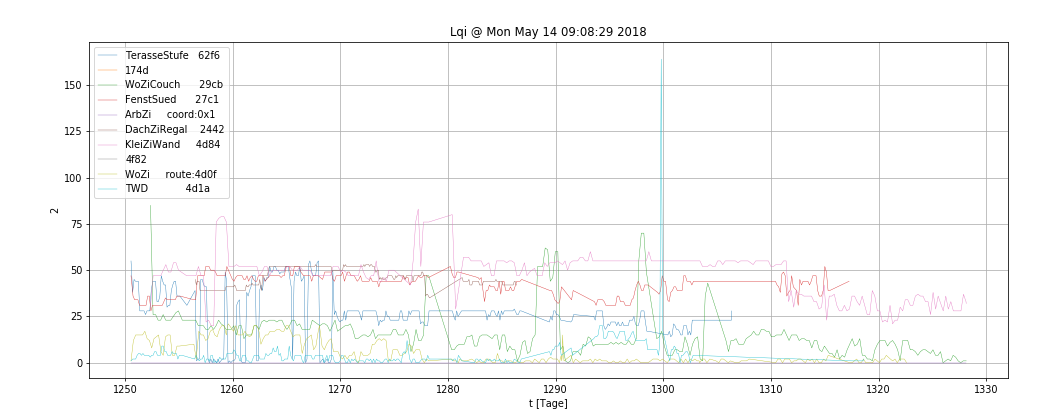 Lqi @ Mon May 14 09:08:29 2018
TerasseStufe 62f6
174d
WoZiCouch 29cb
FenstSued 27c1
ArbZi coord:0x1
DachZiRegal 2442
KleiZiWand 4d84
4f82
WoZi route:4d0f
TWD 4d1a
150
125
100
75
50
25
0
2
1250 1260 1270 1280 1290 1300 1310 1320 1330
t [Tage]